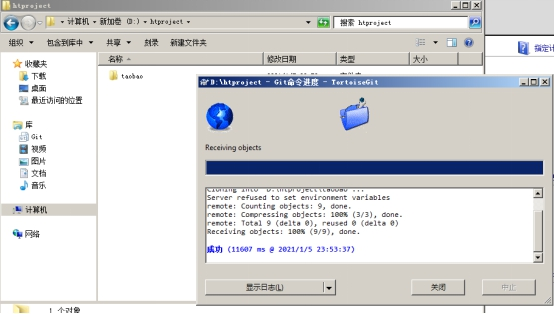 htproject
计算机 ▸ 新加卷 (D:) ▸ htproject ▸
搜索 htproject
组织 ▼ 包含到库中 ▼ 共享 ▼ 刻录 新建文件夹
名称 修改日期 类型 大小
收藏夹
下载
桌面
最近访问的位置
库
Git
视频
图片
文档
音乐
计算机
网络
taobao
1 个对象
D:\htproject - Git命令进度 - TortoiseGit
Receiving objects
Cloning into 'D:\htproject\taobao'...
Server refused to set environment variables
remote: Counting objects: 9, done.
remote: Compressing objects: 100% (3/3), done.
remote: Total 9 (delta 0), reused 0 (delta 0)
Receiving objects: 100% (9/9), done.
成功 (11607 ms @ 2021/1/5 23:53:37)
显示日志(L) 关闭 中止
指定